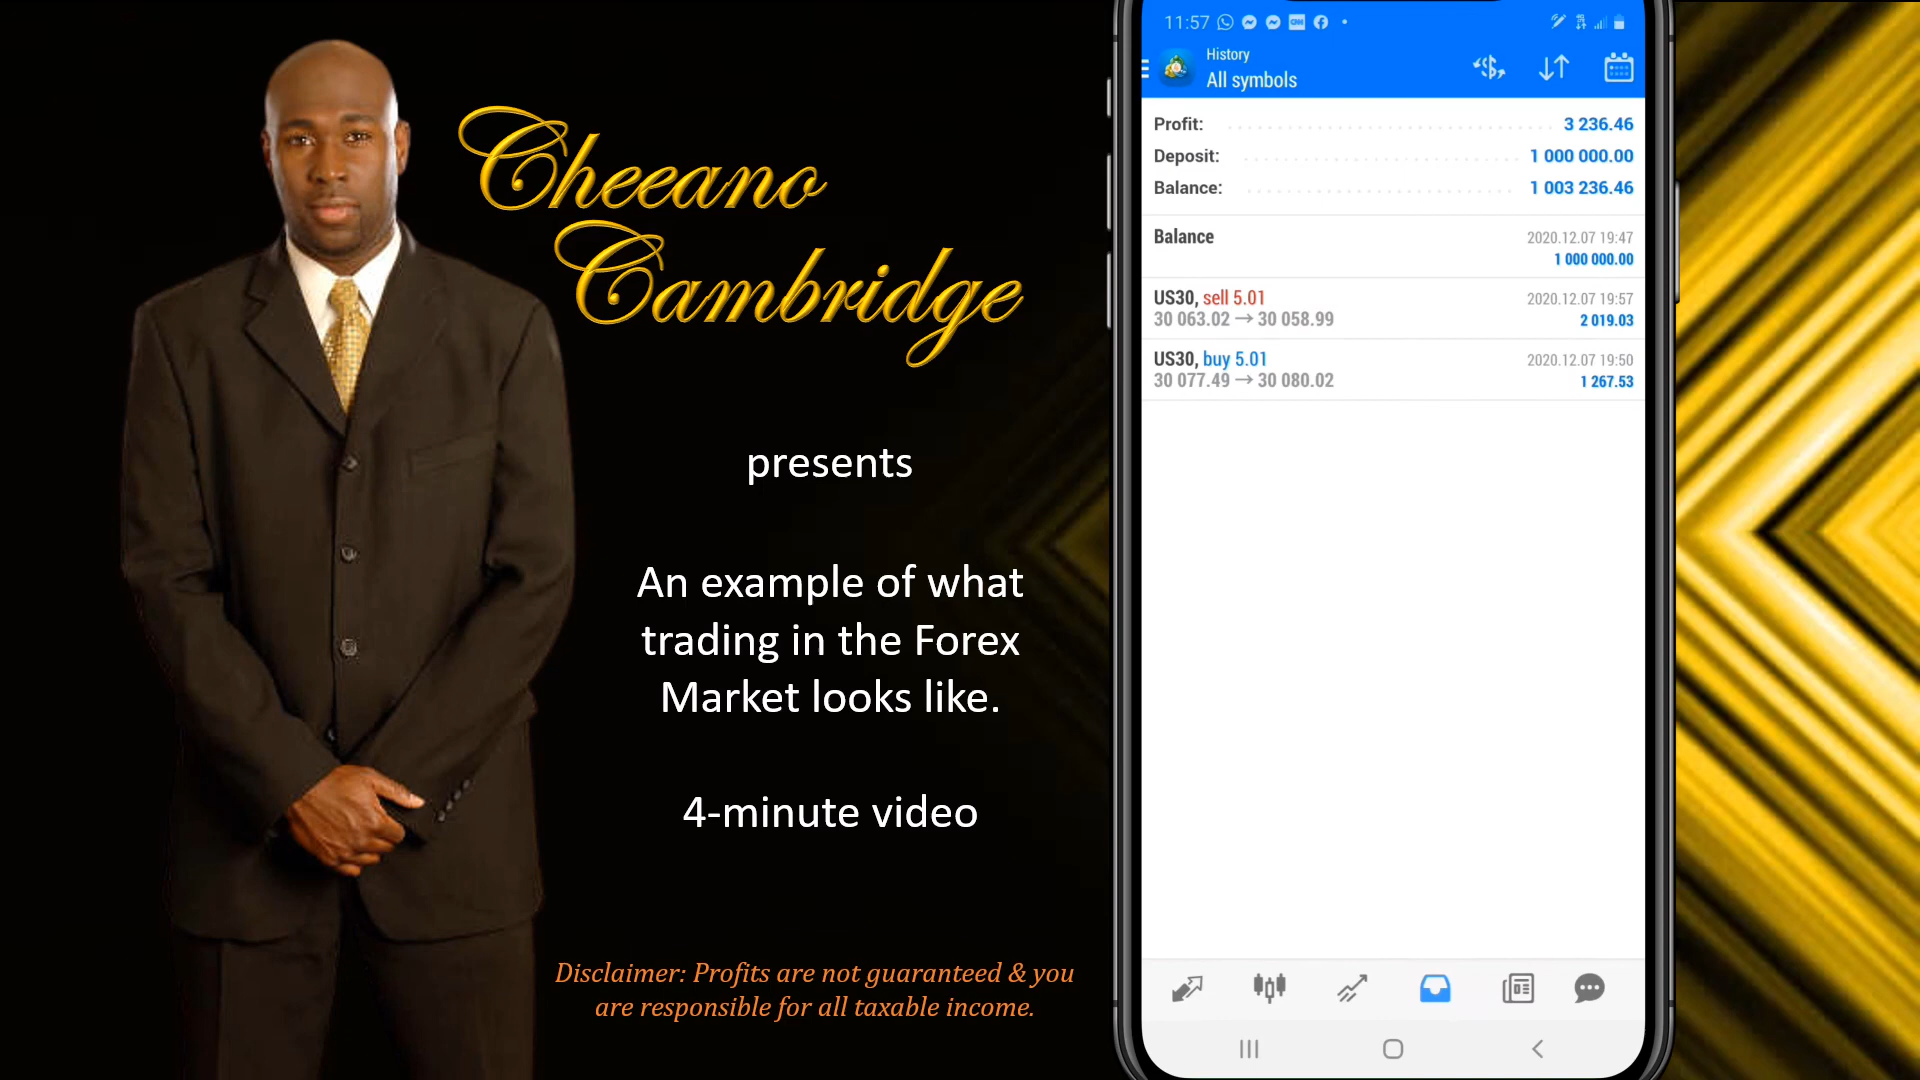 Cheeano
Cambridge
presents
An example of what
trading in the Forex
Market looks like.
4-minute video
Disclaimer: Profits are not guaranteed & you
are responsible for all taxable income.
11:57
History
All symbols
Profit: 3 236.46
Deposit: 1 000 000.00
Balance: 1 003 236.46
Balance 2020.12.07 19:47
1 000 000.00
US30, sell 5.01 2020.12.07 19:57
30 063.02 → 30 058.99 2 019.03
US30, buy 5.01 2020.12.07 19:50
30 077.49 → 30 080.02 1 267.53